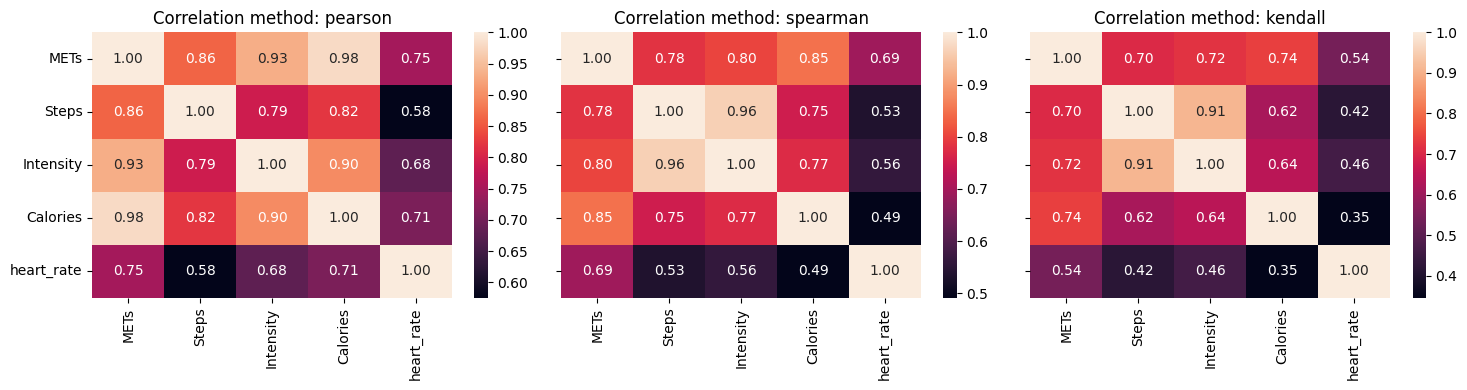 Correlation method: pearson
METs
Steps
Intensity
Calories
heart_rate
1.00 0.86 0.93 0.98 0.75
0.86 1.00 0.79 0.82 0.58
0.93 0.79 1.00 0.90 0.68
0.98 0.82 0.90 1.00 0.71
0.75 0.58 0.68 0.71 1.00
METs
Steps
Intensity
Calories
heart_rate
1.00
0.95
0.90
0.85
0.80
0.75
0.70
0.65
0.60
Correlation method: spearman
1.00 0.78 0.80 0.85 0.69
0.78 1.00 0.96 0.75 0.53
0.80 0.96 1.00 0.77 0.56
0.85 0.75 0.77 1.00 0.49
0.69 0.53 0.56 0.49 1.00
METs
Steps
Intensity
Calories
heart_rate
1.0
0.9
0.8
0.7
0.6
0.5
Correlation method: kendall
1.00 0.70 0.72 0.74 0.54
0.70 1.00 0.91 0.62 0.42
0.72 0.91 1.00 0.64 0.46
0.74 0.62 0.64 1.00 0.35
0.54 0.42 0.46 0.35 1.00
METs
Steps
Intensity
Calories
heart_rate
1.0
0.9
0.8
0.7
0.6
0.5
0.4